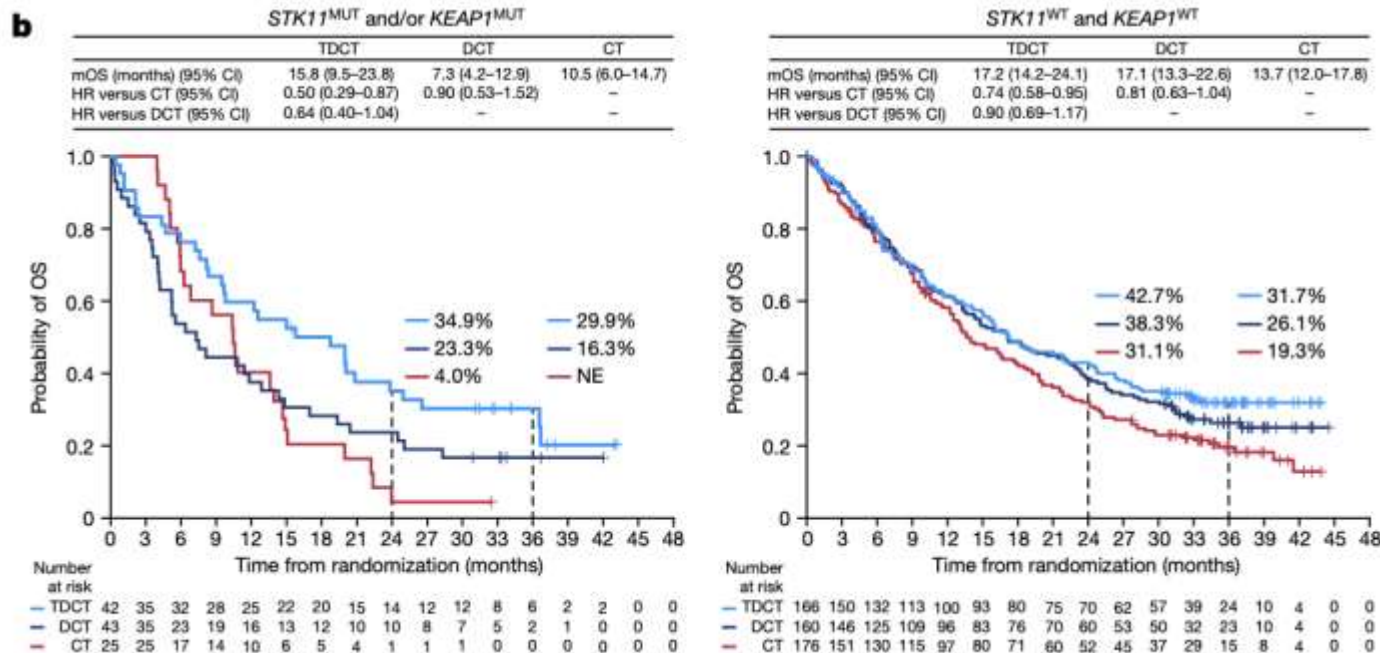 b
STK11MUT and/or KEAP1MUT
TDCT DCT CT
mOS (months) (95% CI) 15.8 (9.5–23.8) 7.3 (4.2–12.9) 10.5 (6.0–14.7)
HR versus CT (95% CI) 0.50 (0.29–0.87) 0.90 (0.53–1.52) –
HR versus DCT (95% CI) 0.64 (0.40–1.04) – –
1.0
0.8
0.6
0.4
0.2
0
Probability of OS
34.9% 29.9%
23.3% 16.3%
4.0% NE
0 3 6 9 12 15 18 21 24 27 30 33 36 39 42 45 48
Time from randomization (months)
Number
at risk
TDCT 42 35 32 28 25 22 20 15 14 12 12 8 6 2 2 0 0
DCT 43 35 23 19 16 13 12 10 10 8 7 5 2 1 0 0 0
CT 25 25 17 14 10 6 5 4 1 1 1 0 0 0 0 0 0
STK11WT and KEAP1WT
TDCT DCT CT
mOS (months) (95% CI) 17.2 (14.2–24.1) 17.1 (13.3–22.6) 13.7 (12.0–17.8)
HR versus CT (95% CI) 0.74 (0.58–0.95) 0.81 (0.63–1.04) –
HR versus DCT (95% CI) 0.90 (0.69–1.17) – –
1.0
0.8
0.6
0.4
0.2
0
Probability of OS
42.7% 31.7%
38.3% 26.1%
31.1% 19.3%
0 3 6 9 12 15 18 21 24 27 30 33 36 39 42 45 48
Time from randomization (months)
Number
at risk
TDCT 166 150 132 113 100 93 80 75 70 62 57 39 24 10 4 0 0
DCT 160 146 125 109 96 83 76 70 60 53 50 32 23 10 4 0 0
CT 176 151 130 115 97 80 71 60 52 45 37 29 15 8 4 0 0